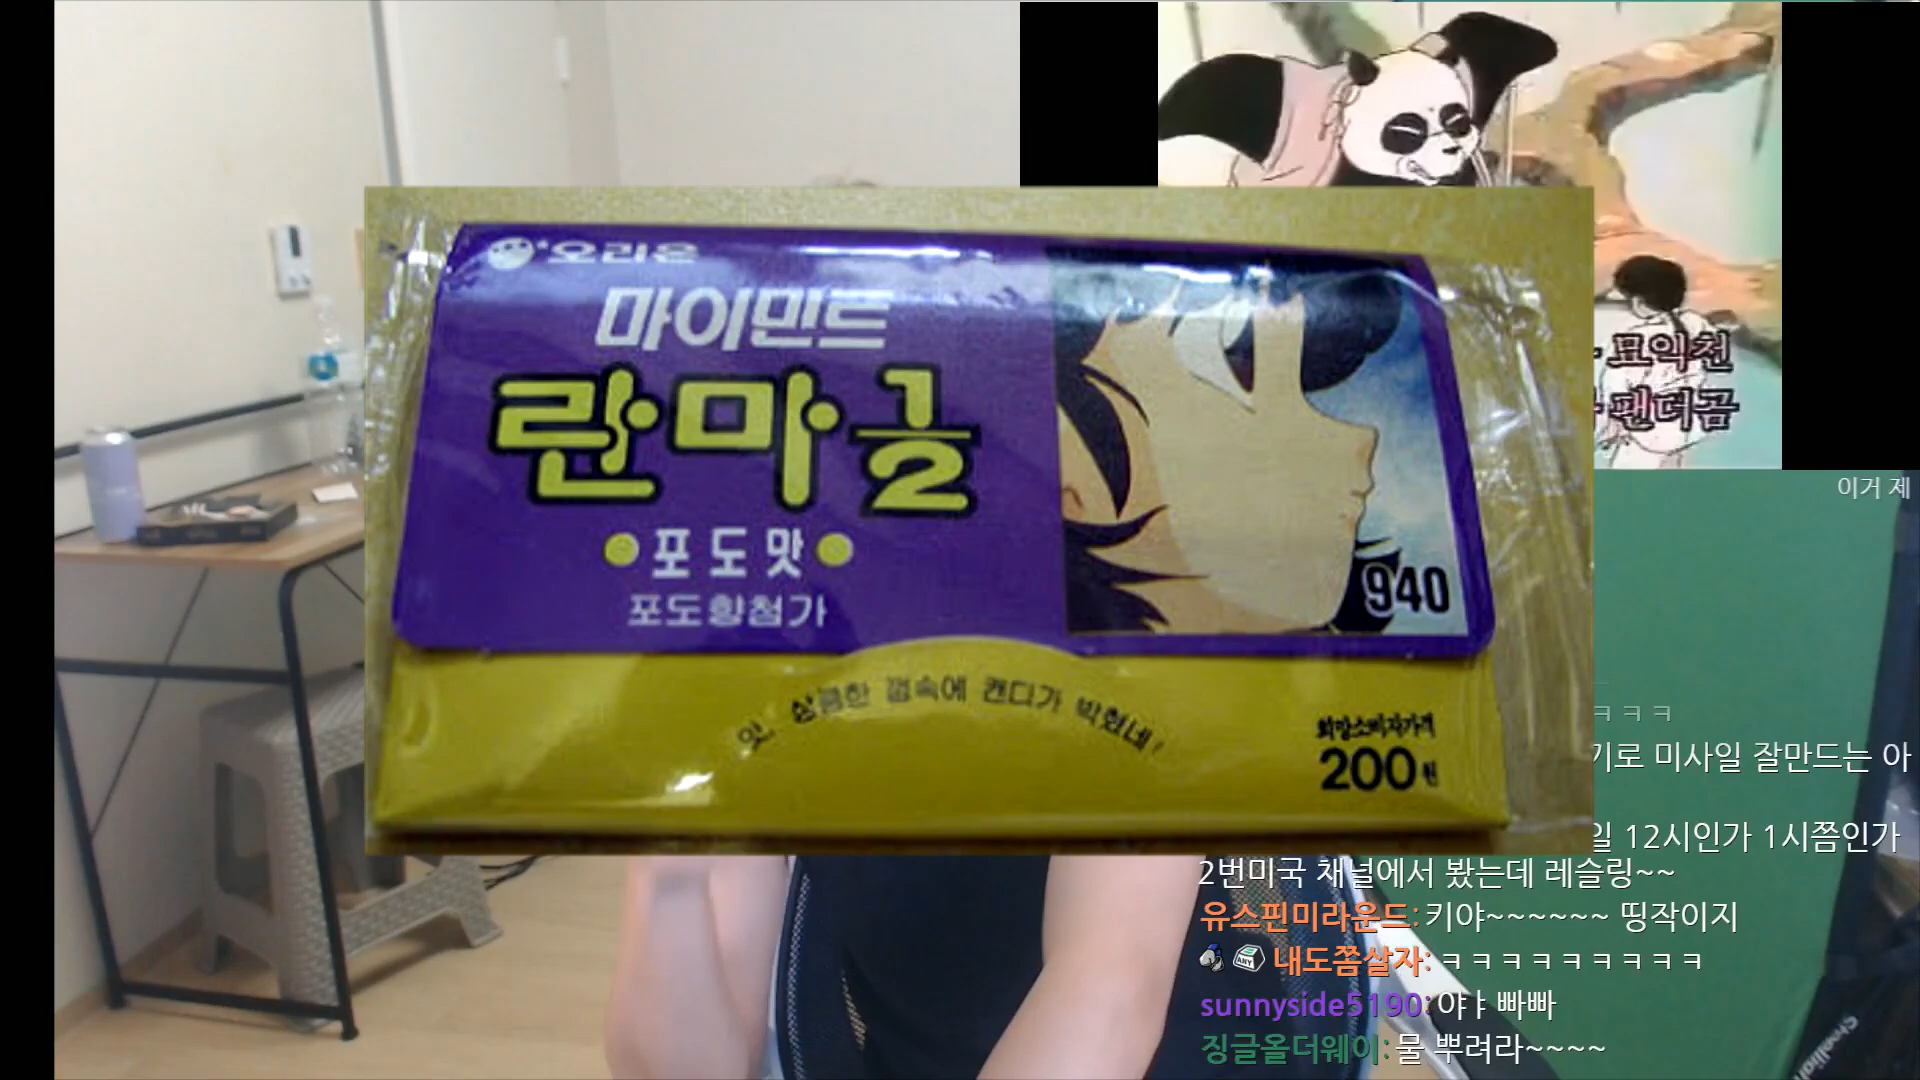 오리온
마이민드
란마½
포도맛
포도향첨가
940
앗, 상큼한 껌속에 캔디가 박혔네!
희망소비자가격
200원
묘익천
팬더곰
이거 제
ㅋㅋㅋ
기로 미사일 잘만드는 아
일 12시인가 1시쯤인가
2번미국 채널에서 봤는데 레슬링~~
유스핀미라운드: 키야~~~~~~ 띵작이지
ANY
내도쫌살자: ㅋㅋㅋㅋㅋㅋㅋㅋㅋ
sunnyside5190: 야ㅑ 빠빠
징글올더웨이: 물 뿌려라~~~~